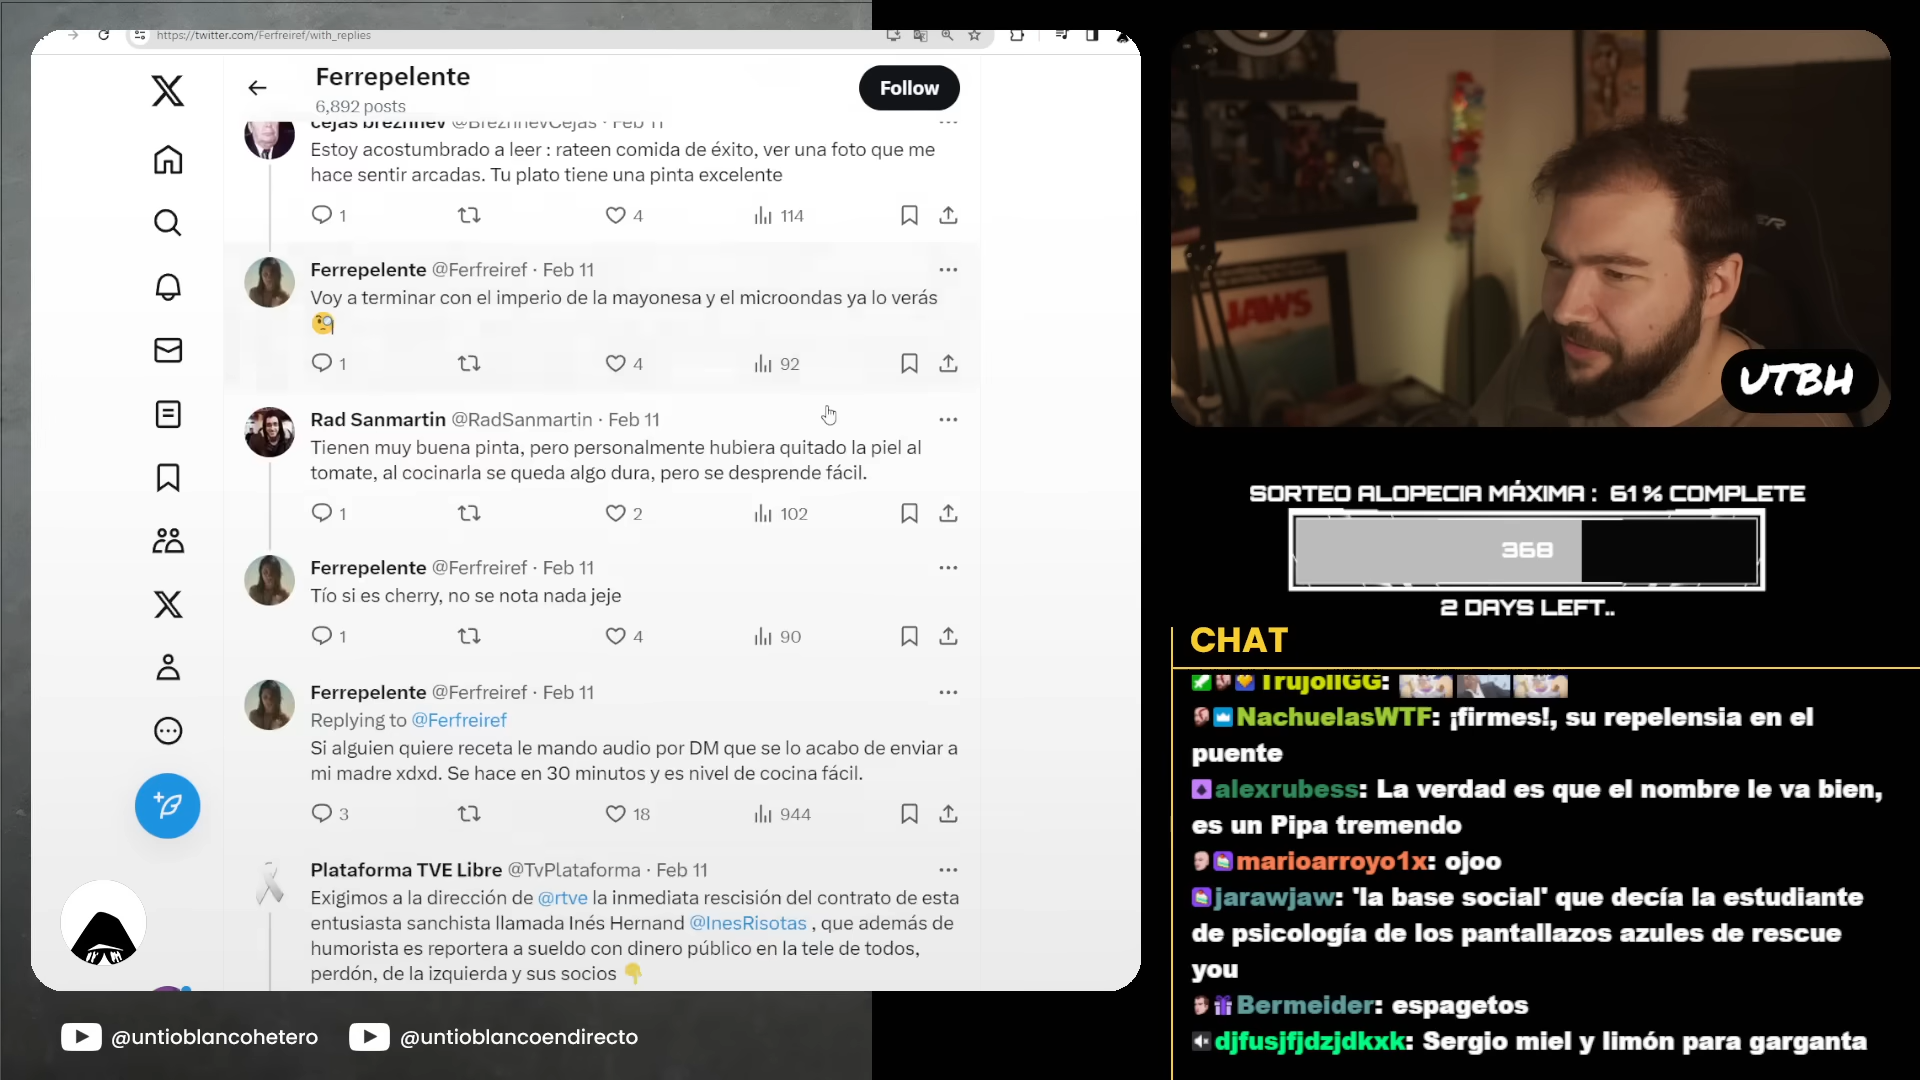 https://twitter.com/Ferfreiref/with_replies
Ferrepelente
6,892 posts
Follow
cejas brezhnev @BrezhnevCejas · Feb 11
Estoy acostumbrado a leer : rateen comida de éxito, ver una foto que me
hace sentir arcadas. Tu plato tiene una pinta excelente
1 4 114
Ferrepelente @Ferfreiref · Feb 11
Voy a terminar con el imperio de la mayonesa y el microondas ya lo verás
🧐
1 4 92
Rad Sanmartin @RadSanmartin · Feb 11
Tienen muy buena pinta, pero personalmente hubiera quitado la piel al
tomate, al cocinarla se queda algo dura, pero se desprende fácil.
1 2 102
Ferrepelente @Ferfreiref · Feb 11
Tío si es cherry, no se nota nada jeje
1 4 90
Ferrepelente @Ferfreiref · Feb 11
Replying to @Ferfreiref
Si alguien quiere receta le mando audio por DM que se lo acabo de enviar a
mi madre xdxd. Se hace en 30 minutos y es nivel de cocina fácil.
3 18 944
Plataforma TVE Libre @TvPlataforma · Feb 11
Exigimos a la dirección de @rtve la inmediata rescisión del contrato de esta
entusiasta sanchista llamada Inés Hernand @InesRisotas , que además de
humorista es reportera a sueldo con dinero público en la tele de todos,
perdón, de la izquierda y sus socios 👇
@untioblancohetero @untioblancoendirecto
JAWS
UTBH
SORTEO ALOPECIA MÁXIMA : 61% COMPLETE
368
2 DAYS LEFT..
CHAT
TrujollGG:
NachuelasWTF: ¡firmes!, su repelensia en el
puente
alexrubess: La verdad es que el nombre le va bien,
es un Pipa tremendo
marioarroyo1x: ojoo
jarawjaw: 'la base social' que decía la estudiante
de psicología de los pantallazos azules de rescue
you
Bermeider: espagetos
djfusjfjdzjdkxk: Sergio miel y limón para garganta